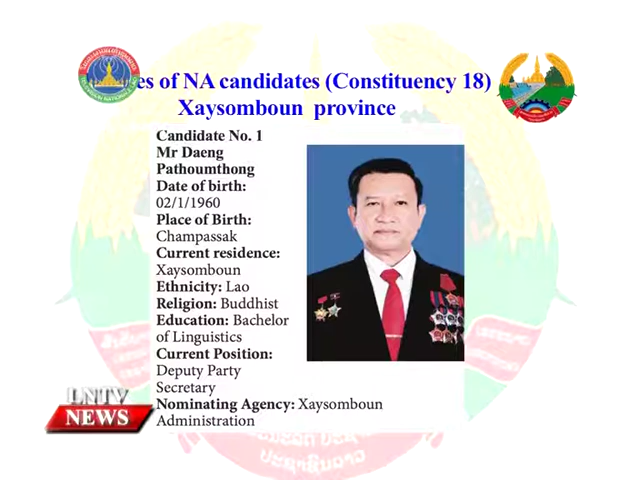 es of NA candidates (Constituency 18)
Xaysomboun province
Candidate No. 1
Mr Daeng
Pathoumthong
Date of birth:
02/1/1960
Place of Birth:
Champassak
Current residence:
Xaysomboun
Ethnicity: Lao
Religion: Buddhist
Education: Bachelor
of Linguistics
Current Position:
Deputy Party
Secretary
Nominating Agency: Xaysomboun
Administration
LNTV
NEWS